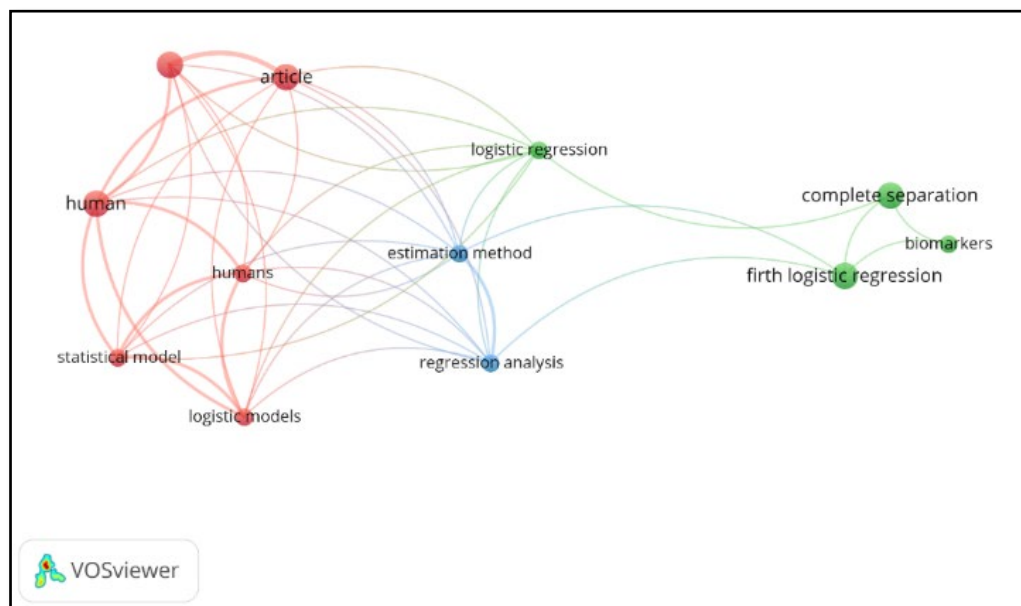 article
logistic regression
complete separation
human
biomarkers
estimation method
humans
firth logistic regression
statistical model
regression analysis
logistic models
VOSviewer